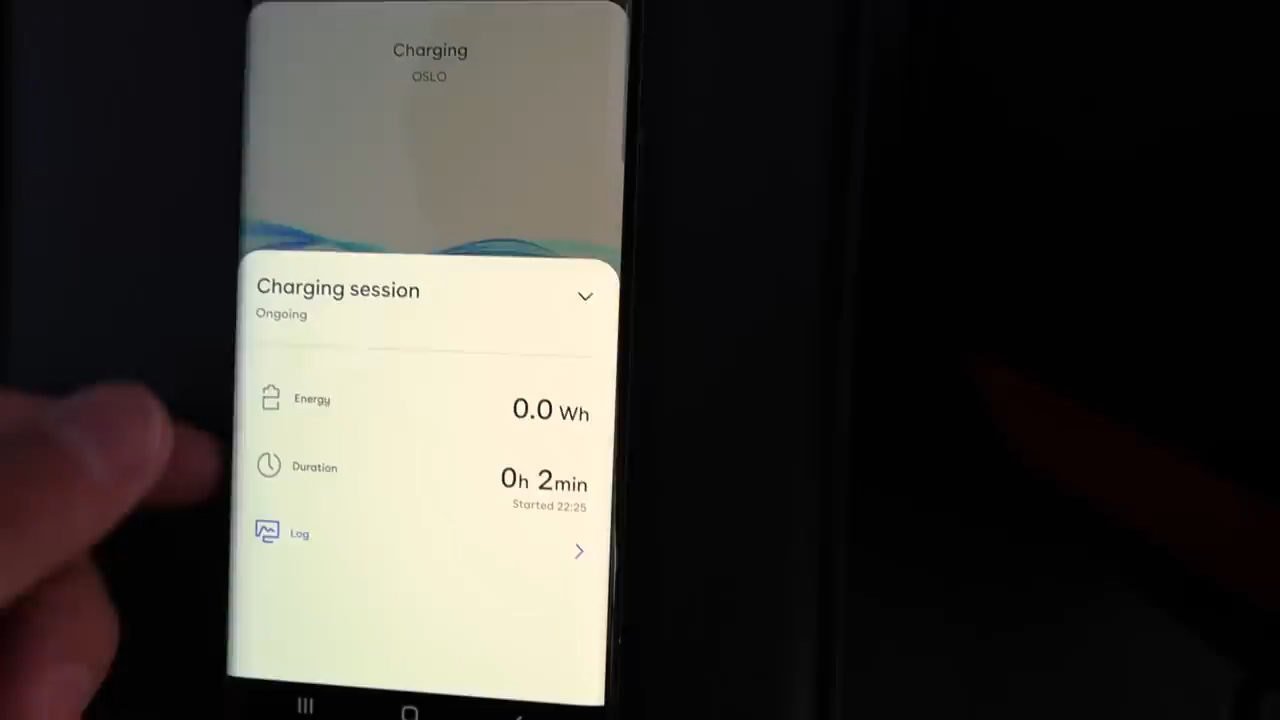 Charging
OSLO
Charging session
Ongoing
Energy
0.0 Wh
Duration
0h 2min
Started 22:25
Log